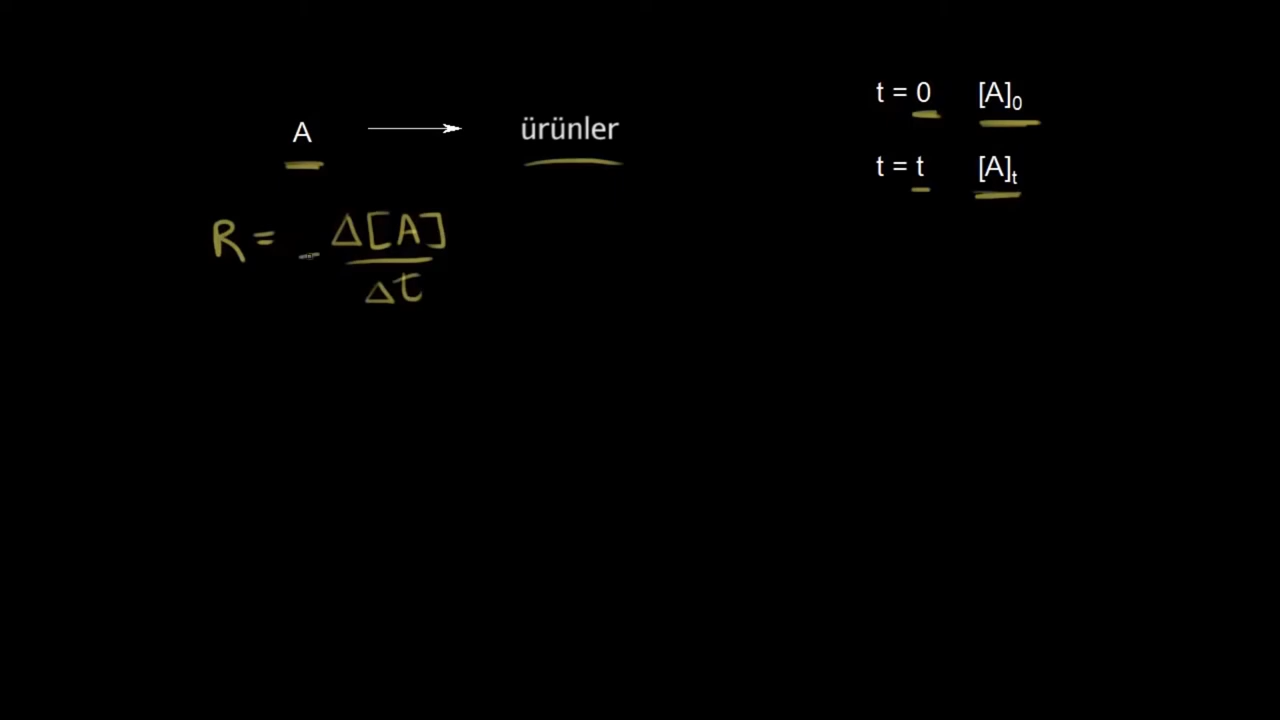 A → ürünler
t = 0 [A]₀
t = t [A]ₜ
R = - Δ[A] / Δt